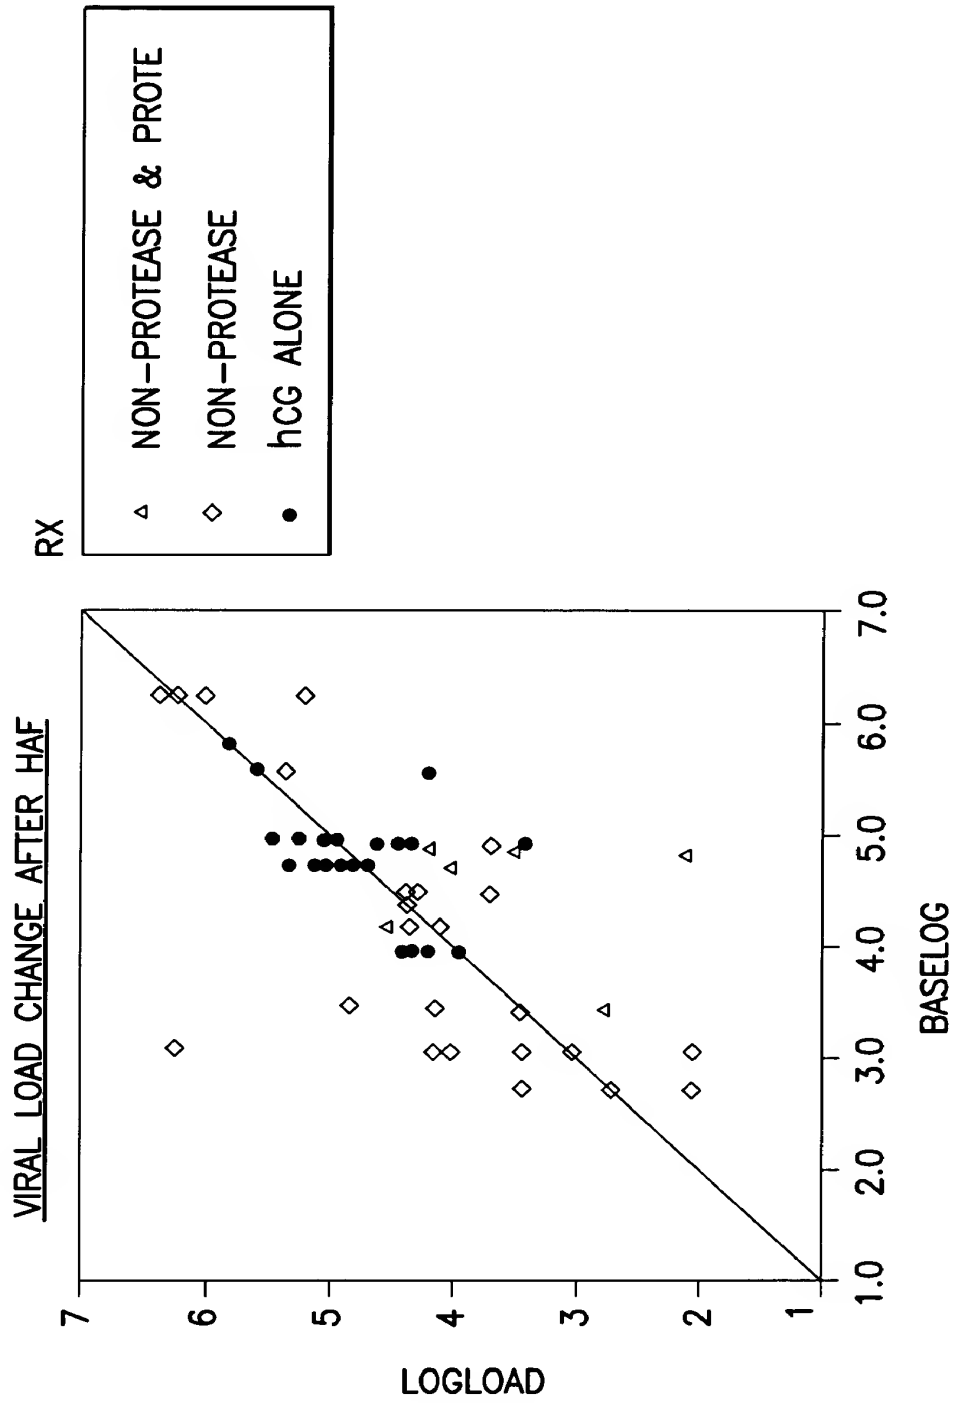 VIRAL LOAD CHANGE AFTER HAF
RX
NON-PROTEASE & PROTE
NON-PROTEASE
hCG ALONE
7
6
5
4
3
2
1
LOGLOAD
1.0 2.0 3.0 4.0 5.0 6.0 7.0
BASELOG